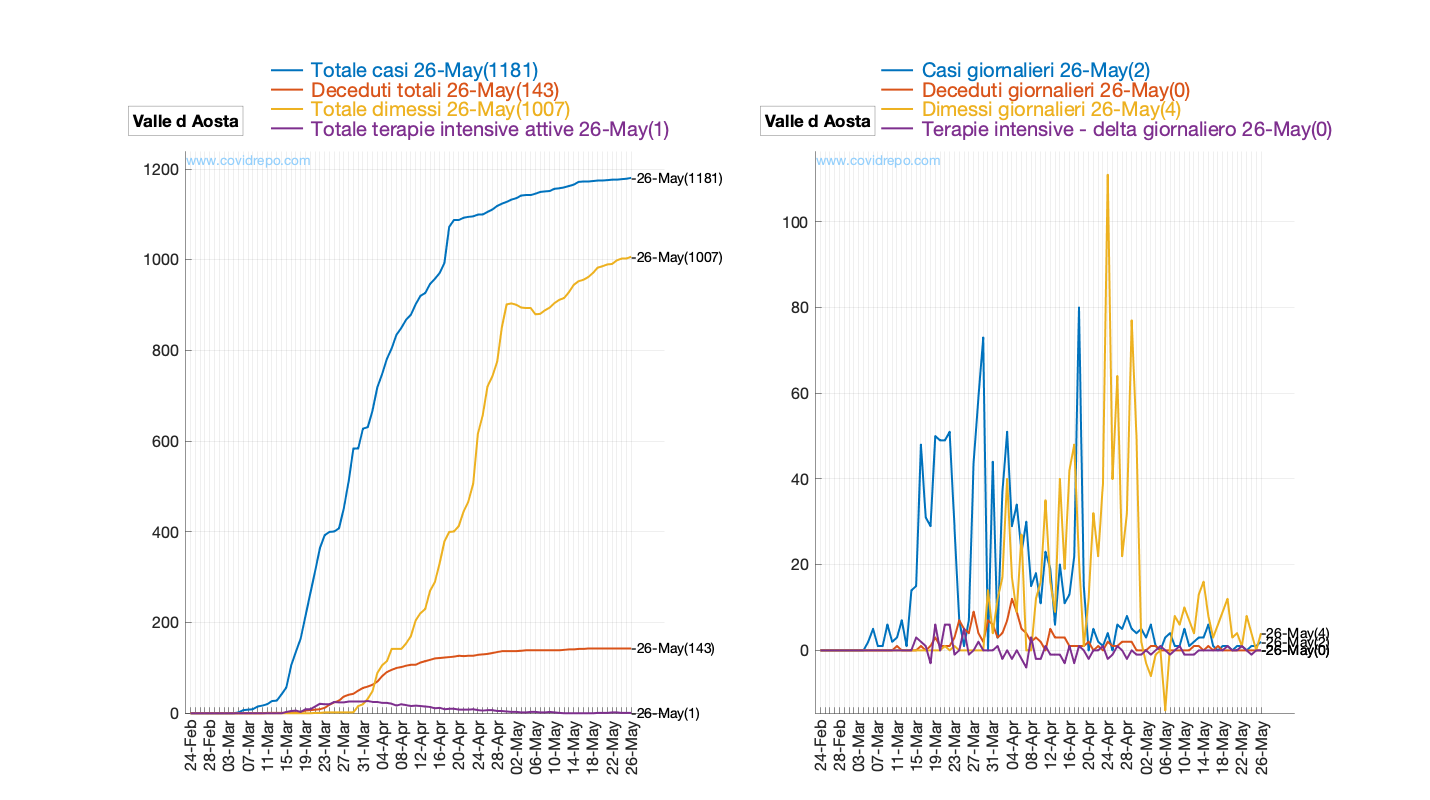 Totale casi 26-May(1181)
Deceduti totali 26-May(143)
Totale dimessi 26-May(1007)
Totale terapie intensive attive 26-May(1)
Valle d Aosta
www.covidrepo.com
1200
1000
800
600
400
200
0
26-May(1181)
26-May(1007)
26-May(143)
26-May(1)
24-Feb
28-Feb
03-Mar
07-Mar
11-Mar
15-Mar
19-Mar
23-Mar
27-Mar
31-Mar
04-Apr
08-Apr
12-Apr
16-Apr
20-Apr
24-Apr
28-Apr
02-May
06-May
10-May
14-May
18-May
22-May
26-May
Casi giornalieri 26-May(2)
Deceduti giornalieri 26-May(0)
Dimessi giornalieri 26-May(4)
Terapie intensive - delta giornaliero 26-May(0)
Valle d Aosta
www.covidrepo.com
100
80
60
40
20
0
26-May(4)
26-May(2)
26-May(0)
24-Feb
28-Feb
03-Mar
07-Mar
11-Mar
15-Mar
19-Mar
23-Mar
27-Mar
31-Mar
04-Apr
08-Apr
12-Apr
16-Apr
20-Apr
24-Apr
28-Apr
02-May
06-May
10-May
14-May
18-May
22-May
26-May